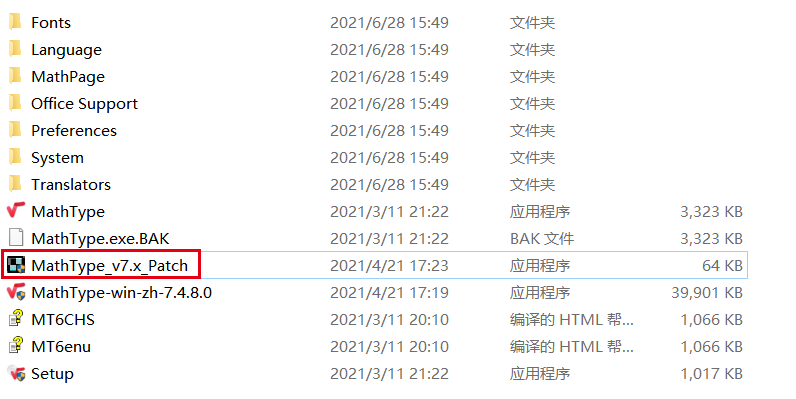 Fonts 2021/6/28 15:49 文件夹
Language 2021/6/28 15:49 文件夹
MathPage 2021/6/28 15:49 文件夹
Office Support 2021/6/28 15:49 文件夹
Preferences 2021/6/28 15:49 文件夹
System 2021/6/28 15:49 文件夹
Translators 2021/6/28 15:49 文件夹
MathType 2021/3/11 21:22 应用程序 3,323 KB
MathType.exe.BAK 2021/3/11 21:22 BAK 文件 3,323 KB
MathType_v7.x_Patch 2021/4/21 17:23 应用程序 64 KB
MathType-win-zh-7.4.8.0 2021/4/21 17:19 应用程序 39,901 KB
MT6CHS 2021/3/11 20:10 编译的 HTML 帮... 1,066 KB
MT6enu 2021/3/11 20:10 编译的 HTML 帮... 1,066 KB
Setup 2021/3/11 21:22 应用程序 1,017 KB